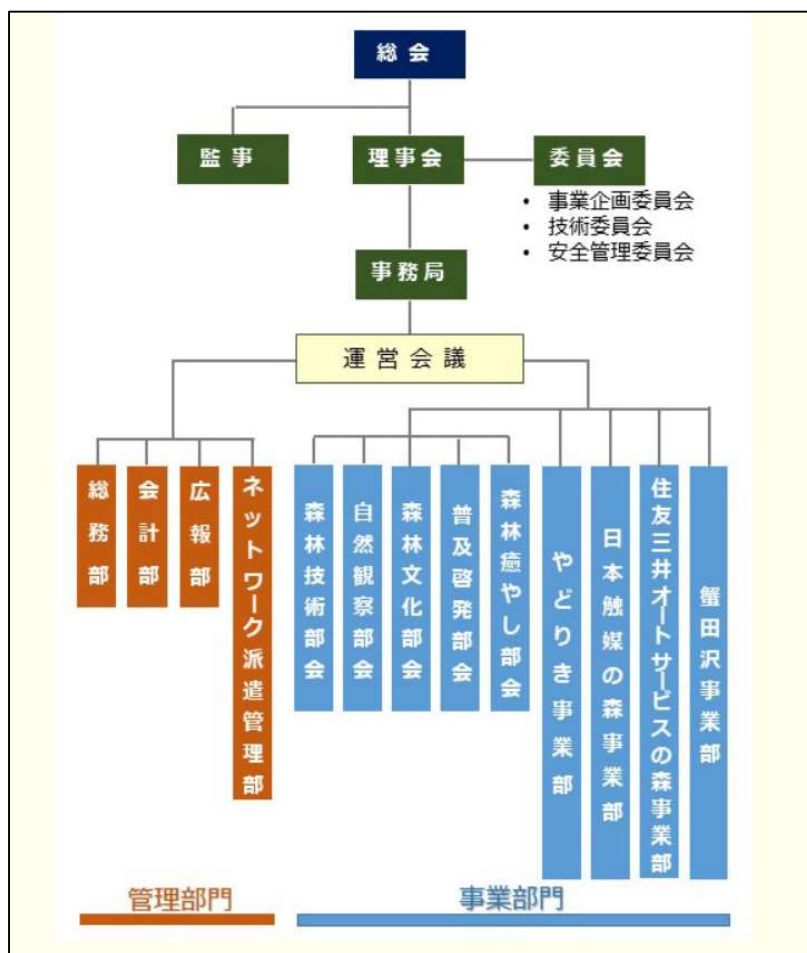 総会
監事
理事会
委員会
• 事業企画委員会
• 技術委員会
• 安全管理委員会
事務局
運営会議
総務部
会計部
広報部
ネットワーク派遣管理部
森林技術部会
自然観察部会
森林文化部会
普及啓発部会
森林癒やし部会
やどりき事業部
日本触媒の森事業部
住友三井オートサービスの森事業部
蟹田沢事業部
管理部門
事業部門